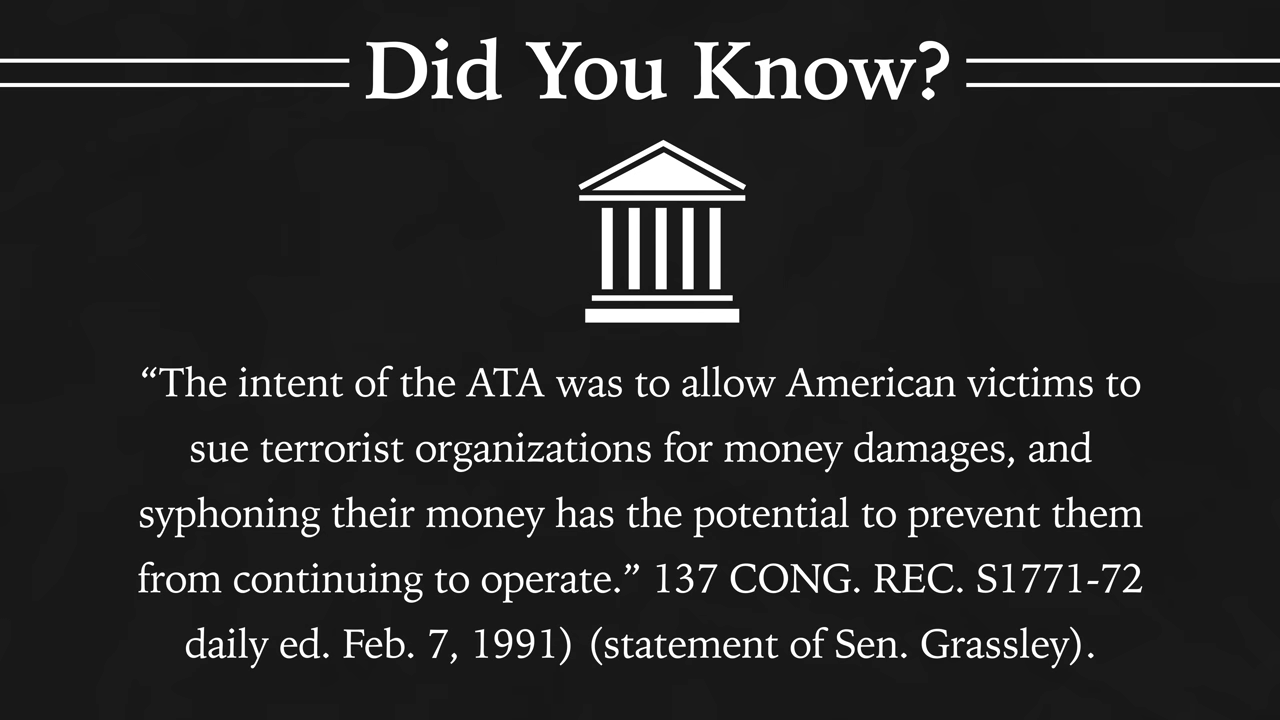 Did You Know?
“The intent of the ATA was to allow American victims to
sue terrorist organizations for money damages, and
syphoning their money has the potential to prevent them
from continuing to operate.” 137 CONG. REC. S1771-72
daily ed. Feb. 7, 1991) (statement of Sen. Grassley).